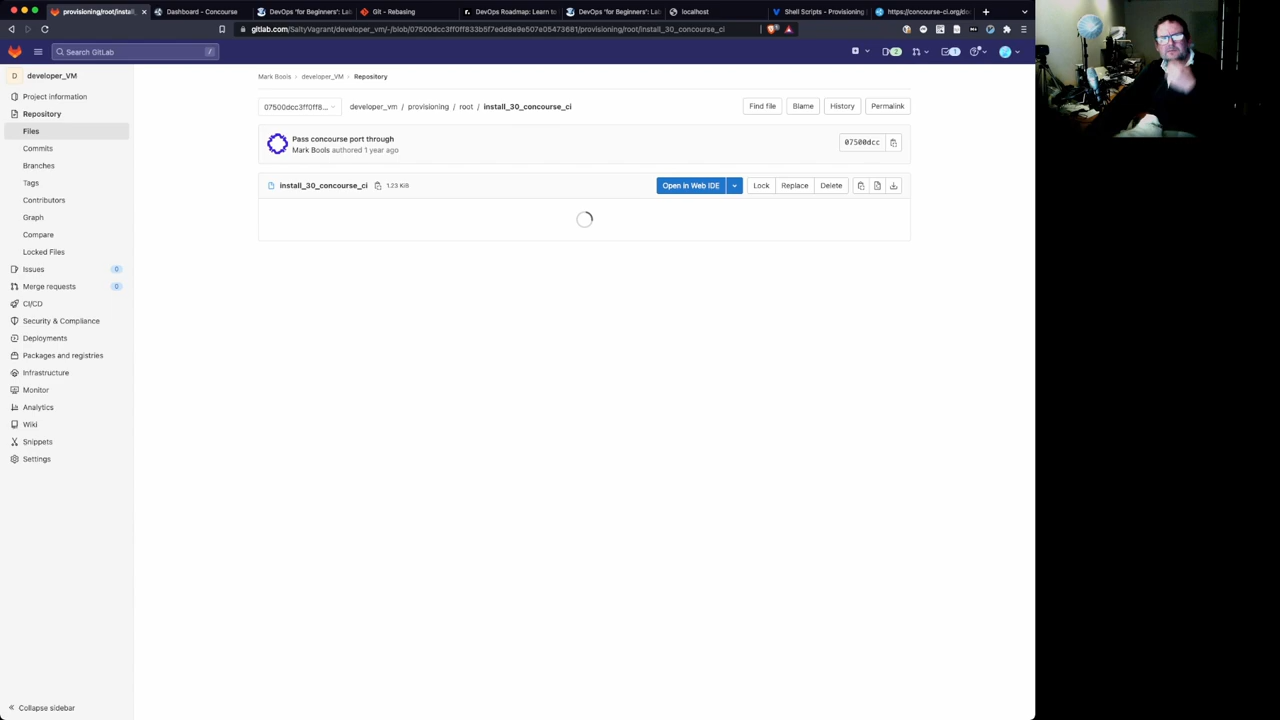 provisioning/root/install_
Dashboard - Concourse
DevOps 'for Beginners': Lab
Git - Rebasing
DevOps Roadmap: Learn to
DevOps 'for Beginners': Lab
localhost
Shell Scripts - Provisioning
https://concourse-ci.org/do
gitlab.com/SaltyVagrant/developer_vm/-/blob/07500dcc3ff0ff833b5f7edd8e9e507e05473681/provisioning/root/install_30_concourse_ci
Search GitLab
/
2
1
D developer_VM
Mark Bools > developer_VM > Repository
Project information
Repository
Files
Commits
Branches
Tags
Contributors
Graph
Compare
Locked Files
Issues 0
Merge requests 0
CI/CD
Security & Compliance
Deployments
Packages and registries
Infrastructure
Monitor
Analytics
Wiki
Snippets
Settings
Collapse sidebar
07500dcc3ff0ff8...
developer_vm / provisioning / root / install_30_concourse_ci
Find file
Blame
History
Permalink
Pass concourse port through
Mark Bools authored 1 year ago
07500dcc
install_30_concourse_ci 1.23 KiB
Open in Web IDE
Lock
Replace
Delete